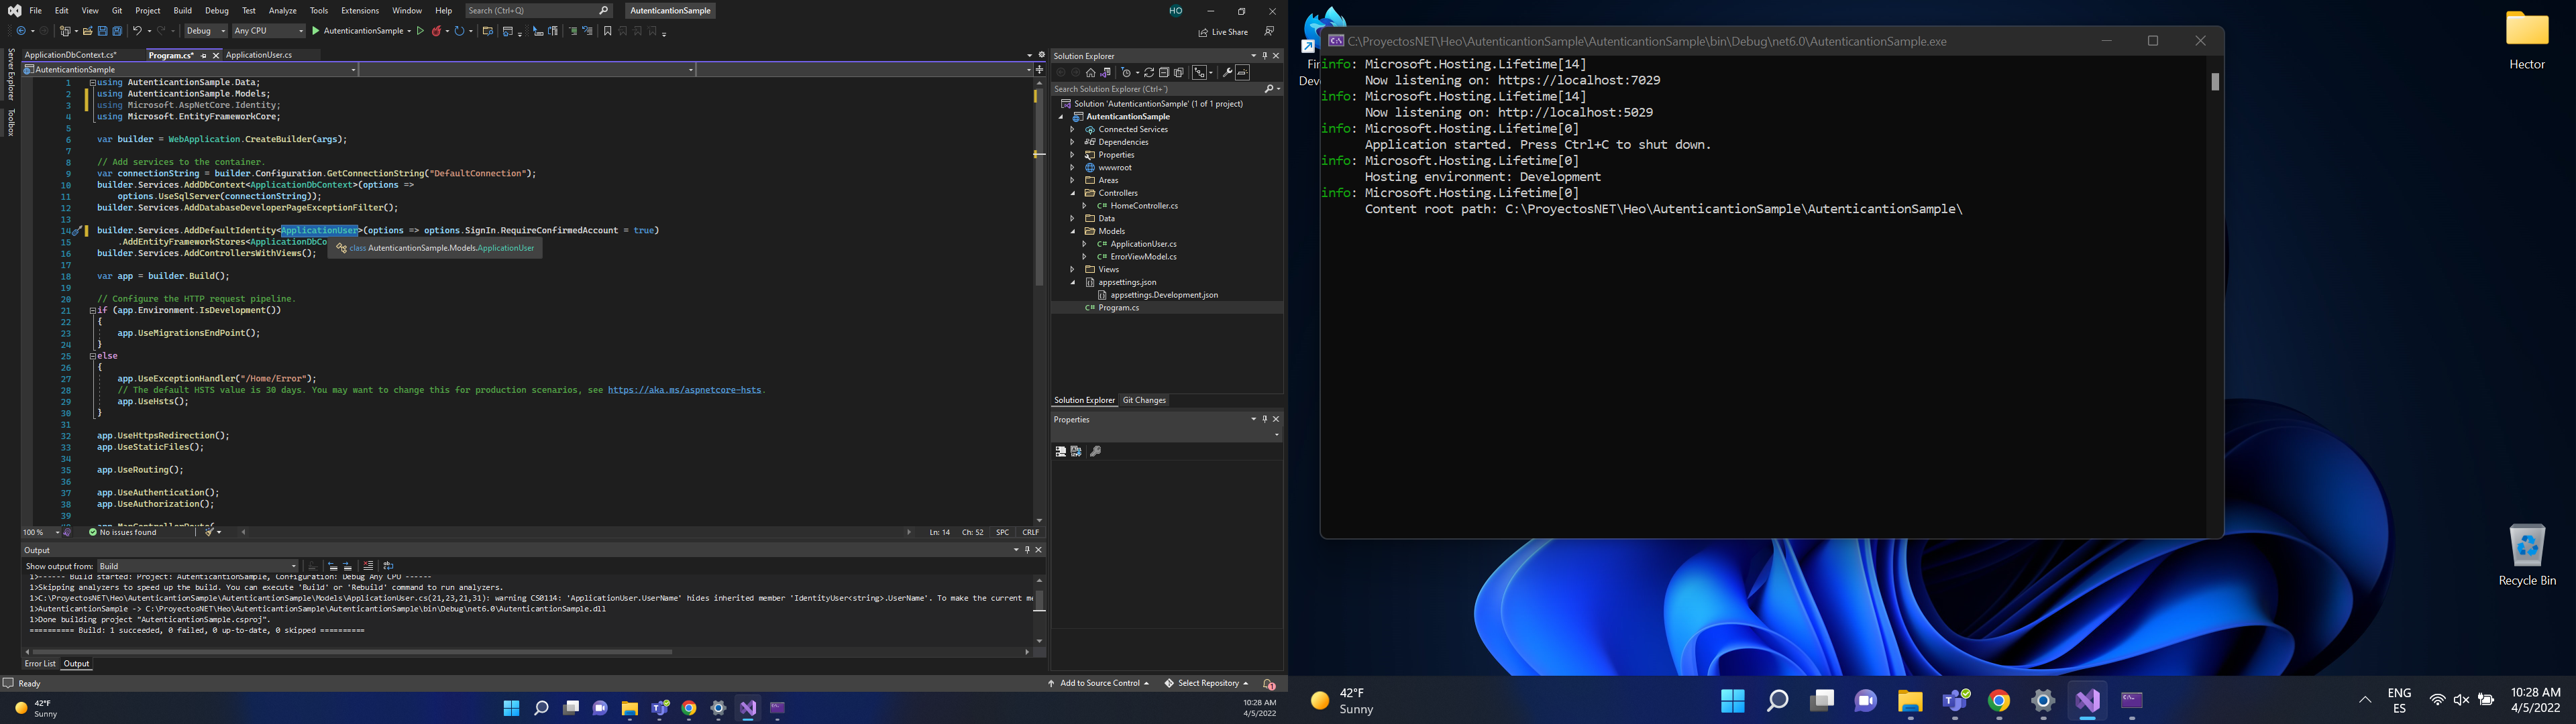 File Edit View Git Project Build Debug Test Analyze Tools Extensions Window Help Search (Ctrl+Q) AutenticantionSample HO
Debug Any CPU AutenticantionSample Live Share
Server Explorer
Toolbox
ApplicationDbContext.cs* Program.cs* ApplicationUser.cs
AutenticantionSample
1 using AutenticantionSample.Data;
2 using AutenticantionSample.Models;
3 using Microsoft.AspNetCore.Identity;
4 using Microsoft.EntityFrameworkCore;
5
6 var builder = WebApplication.CreateBuilder(args);
7
8 // Add services to the container.
9 var connectionString = builder.Configuration.GetConnectionString("DefaultConnection");
10 builder.Services.AddDbContext<ApplicationDbContext>(options =>
11 options.UseSqlServer(connectionString));
12 builder.Services.AddDatabaseDeveloperPageExceptionFilter();
13
14 builder.Services.AddDefaultIdentity<ApplicationUser>(options => options.SignIn.RequireConfirmedAccount = true)
15 .AddEntityFrameworkStores<ApplicationDbCo
class AutenticantionSample.Models.ApplicationUser
16 builder.Services.AddControllersWithViews();
17
18 var app = builder.Build();
19
20 // Configure the HTTP request pipeline.
21 if (app.Environment.IsDevelopment())
22 {
23 app.UseMigrationsEndPoint();
24 }
25 else
26 {
27 app.UseExceptionHandler("/Home/Error");
28 // The default HSTS value is 30 days. You may want to change this for production scenarios, see https://aka.ms/aspnetcore-hsts.
29 app.UseHsts();
30 }
31
32 app.UseHttpsRedirection();
33 app.UseStaticFiles();
34
35 app.UseRouting();
36
37 app.UseAuthentication();
38 app.UseAuthorization();
39
100 % No issues found Ln: 14 Ch: 52 SPC CRLF
Output
Show output from: Build
1>------ Build started: Project: AutenticantionSample, Configuration: Debug Any CPU ------
1>Skipping analyzers to speed up the build. You can execute 'Build' or 'Rebuild' command to run analyzers.
1>C:\ProyectosNET\Heo\AutenticantionSample\AutenticantionSample\Models\ApplicationUser.cs(21,23,21,31): warning CS0114: 'ApplicationUser.UserName' hides inherited member 'IdentityUser<string>.UserName'. To make the current me
1>AutenticantionSample -> C:\ProyectosNET\Heo\AutenticantionSample\AutenticantionSample\bin\Debug\net6.0\AutenticantionSample.dll
1>Done building project "AutenticantionSample.csproj".
========== Build: 1 succeeded, 0 failed, 0 up-to-date, 0 skipped ==========
Error List Output
Ready Add to Source Control Select Repository 1
Solution Explorer
Search Solution Explorer (Ctrl+´)
Solution 'AutenticantionSample' (1 of 1 project)
AutenticantionSample
Connected Services
Dependencies
Properties
wwwroot
Areas
Controllers
C# HomeController.cs
Data
Models
C# ApplicationUser.cs
C# ErrorViewModel.cs
Views
appsettings.json
appsettings.Development.json
C# Program.cs
Solution Explorer Git Changes
Properties
42°F
Sunny
10:28 AM
4/5/2022
C:\ProyectosNET\Heo\AutenticantionSample\AutenticantionSample\bin\Debug\net6.0\AutenticantionSample.exe
info: Microsoft.Hosting.Lifetime[14]
Now listening on: https://localhost:7029
info: Microsoft.Hosting.Lifetime[14]
Now listening on: http://localhost:5029
info: Microsoft.Hosting.Lifetime[0]
Application started. Press Ctrl+C to shut down.
info: Microsoft.Hosting.Lifetime[0]
Hosting environment: Development
info: Microsoft.Hosting.Lifetime[0]
Content root path: C:\ProyectosNET\Heo\AutenticantionSample\AutenticantionSample\
Hector
Recycle Bin
42°F
Sunny
ENG
ES
10:28 AM
4/5/2022